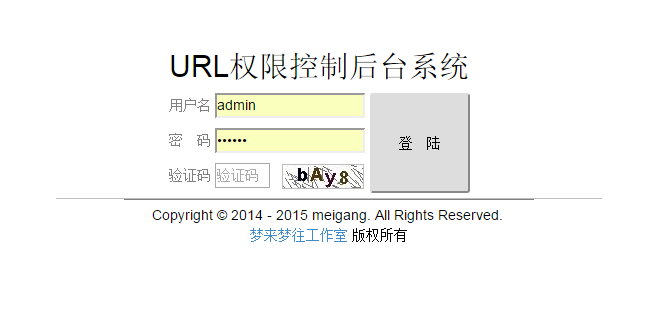 URL权限控制后台系统
用户名 admin
密 码 ••••••
验证码 验证码 bAy8 登 陆
Copyright © 2014 - 2015 meigang. All Rights Reserved.
梦来梦往工作室 版权所有